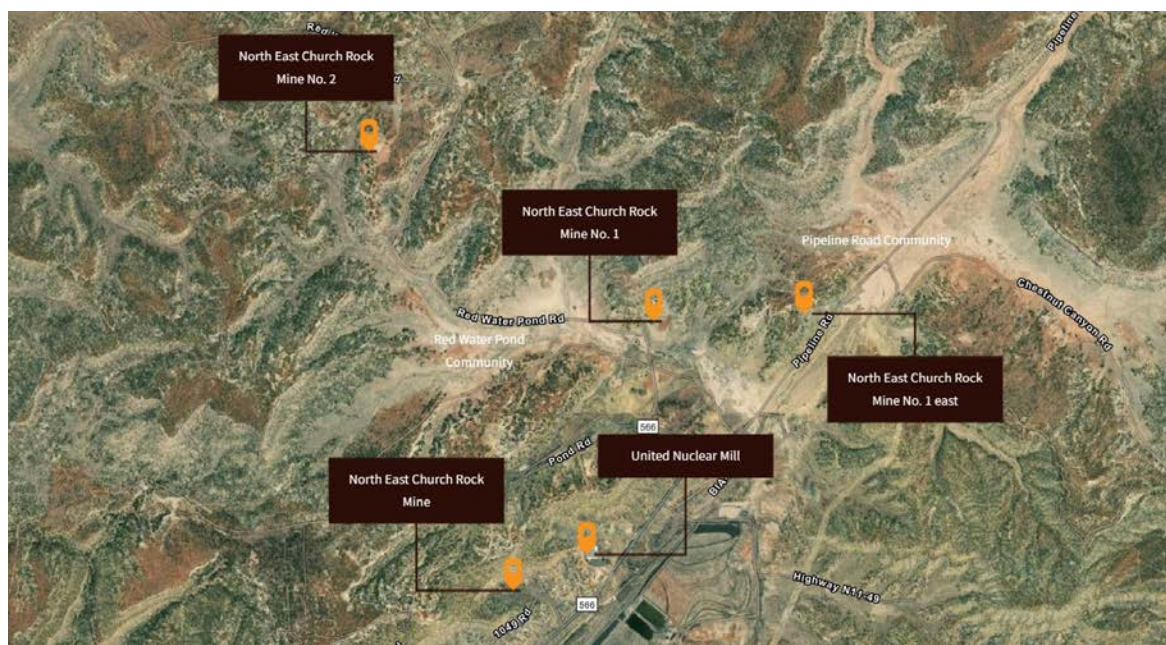 Red
North East Church Rock
Mine No. 2
Pipeline
North East Church Rock
Mine No. 1
Pipeline Road Community
Chestnut Canyon Rd
Red Water Pond Rd
Red Water Pond
Community
Pipeline Rd
North East Church Rock
Mine No. 1 east
566
Pond Rd
United Nuclear Mill
North East Church Rock
Mine
BIA
Highway N11-49
566
1049 Rd